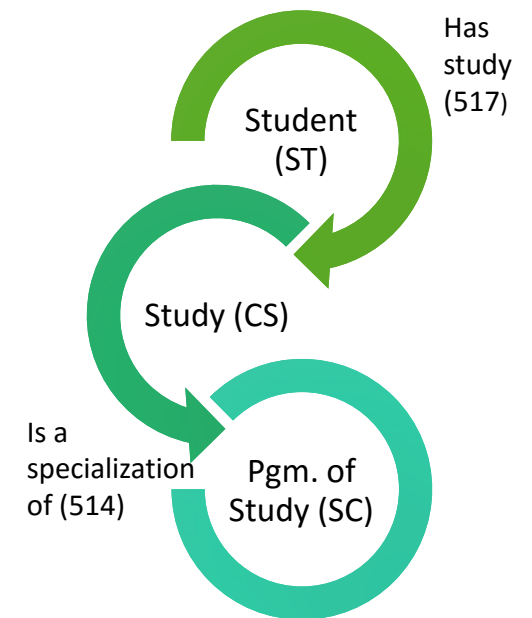 Has
study
(517)
Student
(ST)
Study (CS)
Is a
specialization
of (514)
Pgm. of
Study (SC)